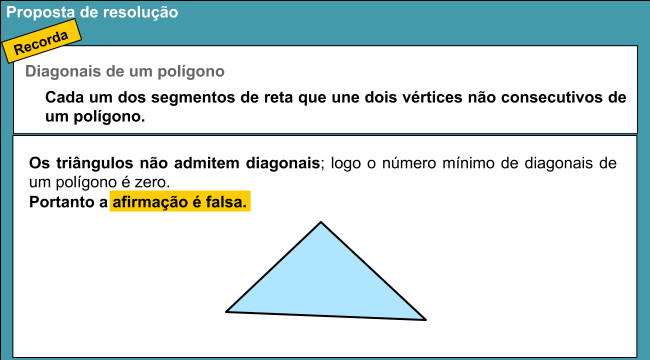 Proposta de resolução
Recorda
Diagonais de um polígono
Cada um dos segmentos de reta que une dois vértices não consecutivos de
um polígono.
Os triângulos não admitem diagonais; logo o número mínimo de diagonais de
um polígono é zero.
Portanto a afirmação é falsa.